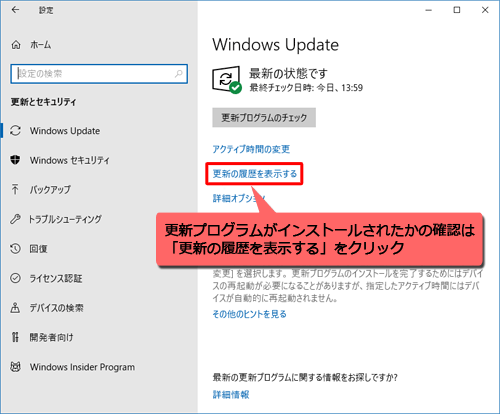 設定
ホーム
設定の検索
更新とセキュリティ
Windows Update
Windows セキュリティ
バックアップ
トラブルシューティング
回復
ライセンス認証
デバイスの検索
開発者向け
Windows Insider Program
Windows Update
最新の状態です
最終チェック日時: 今日、13:59
更新プログラムのチェック
アクティブ時間の変更
更新の履歴を表示する
詳細オプション
更新プログラムがインストールされたかの確認は
「更新の履歴を表示する」をクリック
変更] を選択します。更新プログラムのインストールを完了するためにはデバイ
スの再起動が必要になることがありますが、指定したアクティブ時間にはデバ
イスが自動的に再起動されません。
その他のヒントを見る
最新の更新プログラムに関する情報をお探しですか?
詳細情報